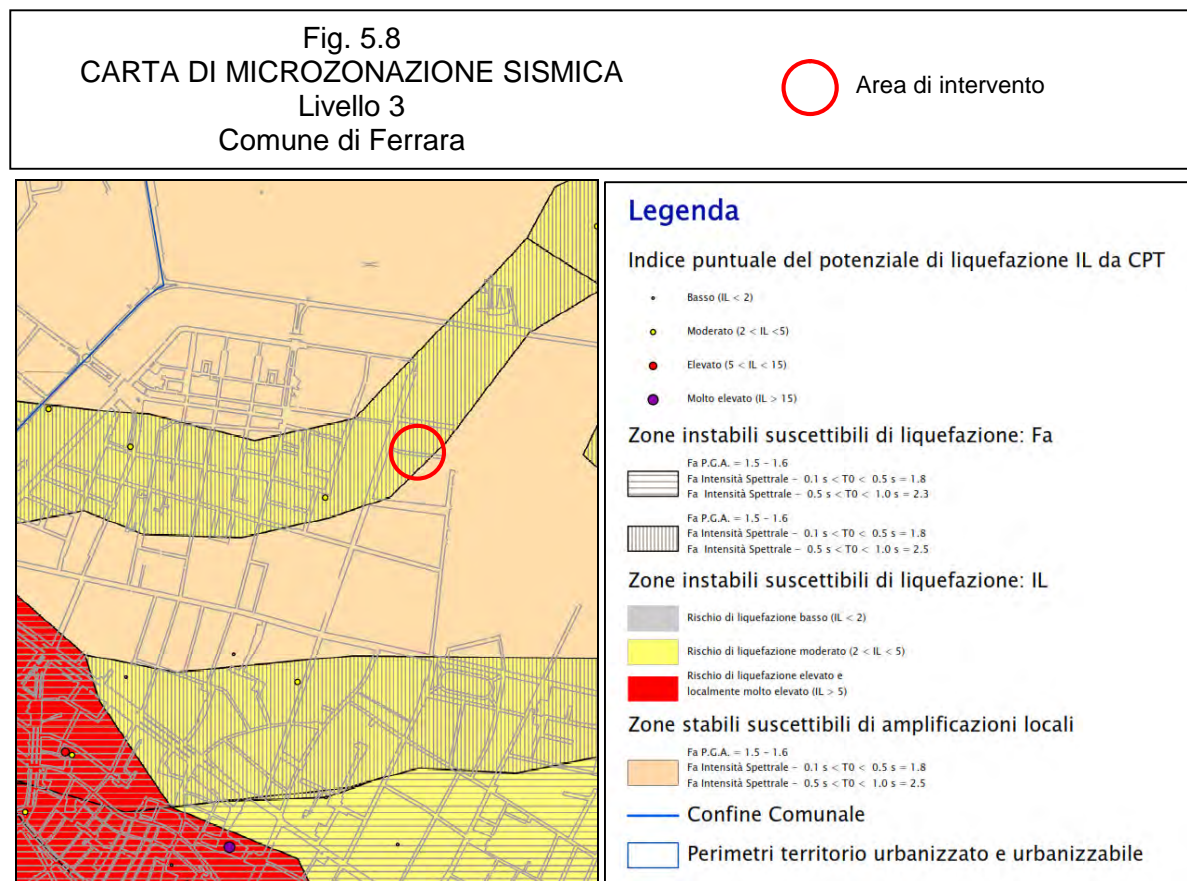 Fig. 5.8
CARTA DI MICROZONAZIONE SISMICA
Livello 3
Comune di Ferrara
Area di intervento
Legenda
Indice puntuale del potenziale di liquefazione IL da CPT
Basso (IL < 2)
Moderato (2 < IL <5)
Elevato (5 < IL < 15)
Molto elevato (IL > 15)
Zone instabili suscettibili di liquefazione: Fa
Fa P.G.A. = 1.5 – 1.6
Fa Intensità Spettrale – 0.1 s < T0 < 0.5 s = 1.8
Fa Intensità Spettrale – 0.5 s < T0 < 1.0 s = 2.3
Fa P.G.A. = 1.5 – 1.6
Fa Intensità Spettrale – 0.1 s < T0 < 0.5 s = 1.8
Fa Intensità Spettrale – 0.5 s < T0 < 1.0 s = 2.5
Zone instabili suscettibili di liquefazione: IL
Rischio di liquefazione basso (IL < 2)
Rischio di liquefazione moderato (2 < IL < 5)
Rischio di liquefazione elevato e
localmente molto elevato (IL > 5)
Zone stabili suscettibili di amplificazioni locali
Fa P.G.A. = 1.5 – 1.6
Fa Intensità Spettrale – 0.1 s < T0 < 0.5 s = 1.8
Fa Intensità Spettrale – 0.5 s < T0 < 1.0 s = 2.5
Confine Comunale
Perimetri territorio urbanizzato e urbanizzabile